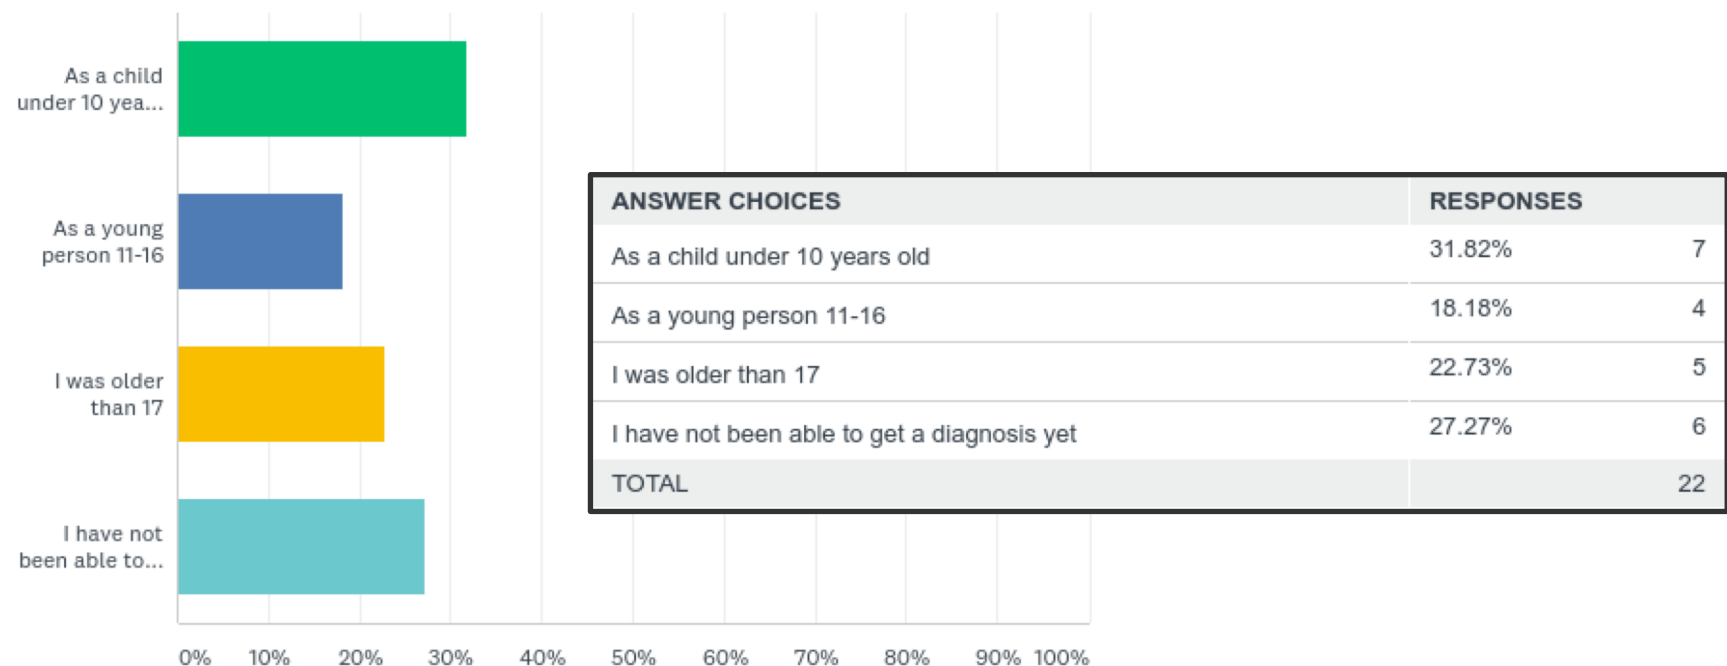 As a child
under 10 yea...
As a young
person 11-16
I was older
than 17
I have not
been able to...
0% 10% 20% 30% 40% 50% 60% 70% 80% 90% 100%
ANSWER CHOICES RESPONSES
As a child under 10 years old 31.82% 7
As a young person 11-16 18.18% 4
I was older than 17 22.73% 5
I have not been able to get a diagnosis yet 27.27% 6
TOTAL 22